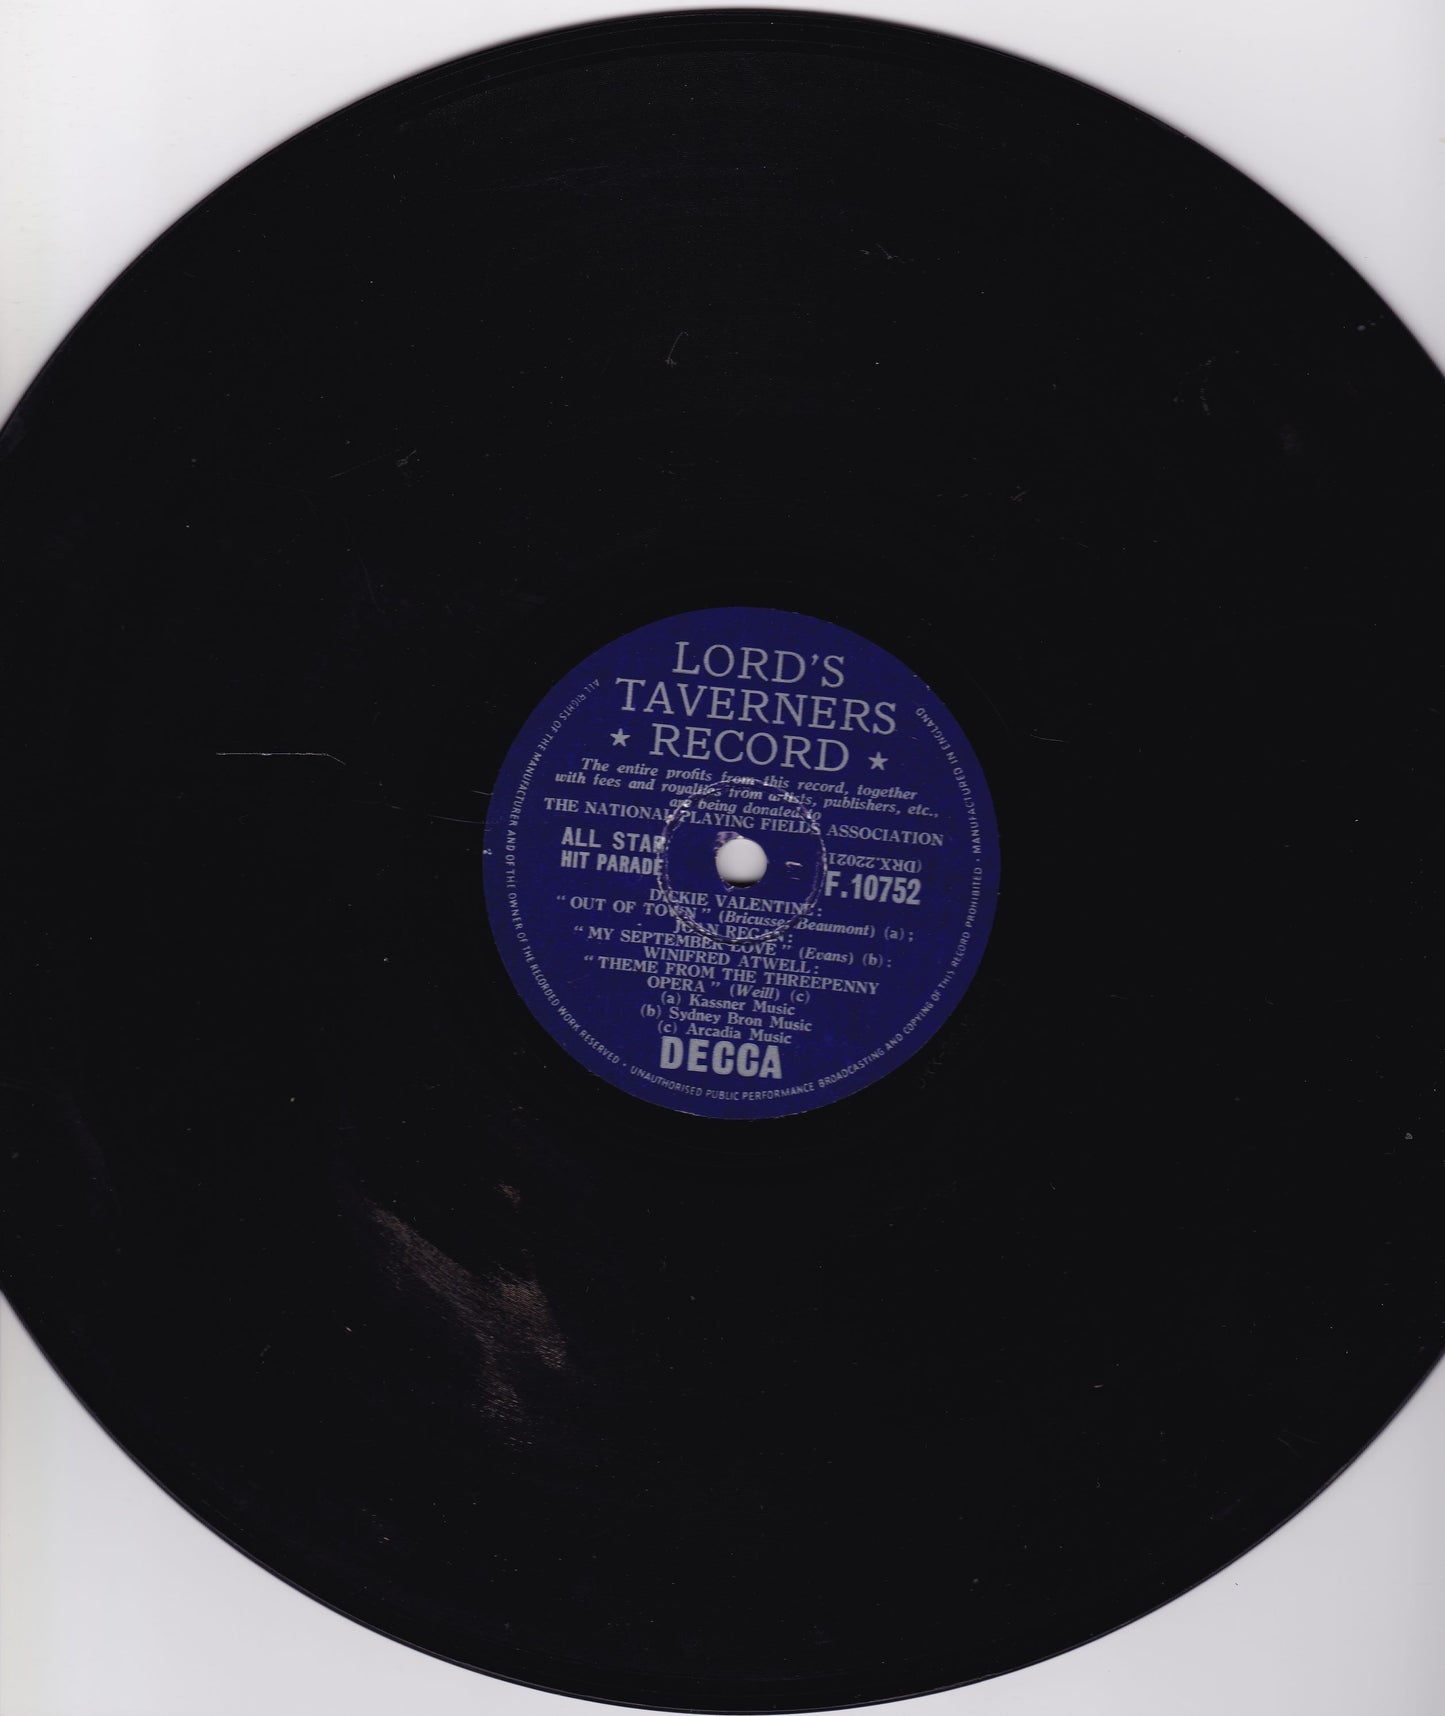 LORD'S
TAVERNERS
★ RECORD ★
The entire profits from this record, together
with fees and royalties from artists, publishers, etc.,
are being donated to
THE NATIONAL PLAYING FIELDS ASSOCIATION
ALL STAR
HIT PARADE
(DRX.22021
F.10752
DICKIE VALENTINE:
"OUT OF TOWN" (Bricusse; Beaumont) (a);
JOAN REGAN:
"MY SEPTEMBER LOVE" (Evans) (b):
WINIFRED ATWELL:
"THEME FROM THE THREEPENNY
OPERA" (Weill) (c)
(a) Kassner Music
(b) Sydney Bron Music
(c) Arcadia Music
DECCA
ALL RIGHTS OF THE MANUFACTURER AND OF THE OWNER OF THE RECORDED WORK RESERVED · UNAUTHORISED PUBLIC PERFORMANCE BROADCASTING AND COPYING OF THIS RECORD PROHIBITED · MANUFACTURED IN ENGLAND